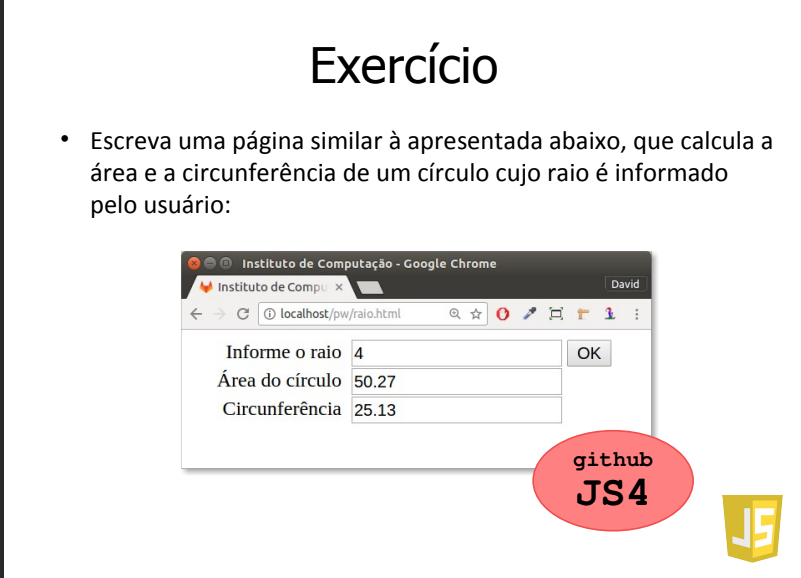 Exercício
• Escreva uma página similar à apresentada abaixo, que calcula a
área e a circunferência de um círculo cujo raio é informado
pelo usuário:
Instituto de Computação - Google Chrome
Instituto de Compu
David
localhost/pw/raio.html
Informe o raio 4 OK
Área do círculo 50.27
Circunferência 25.13
github
JS4
JS